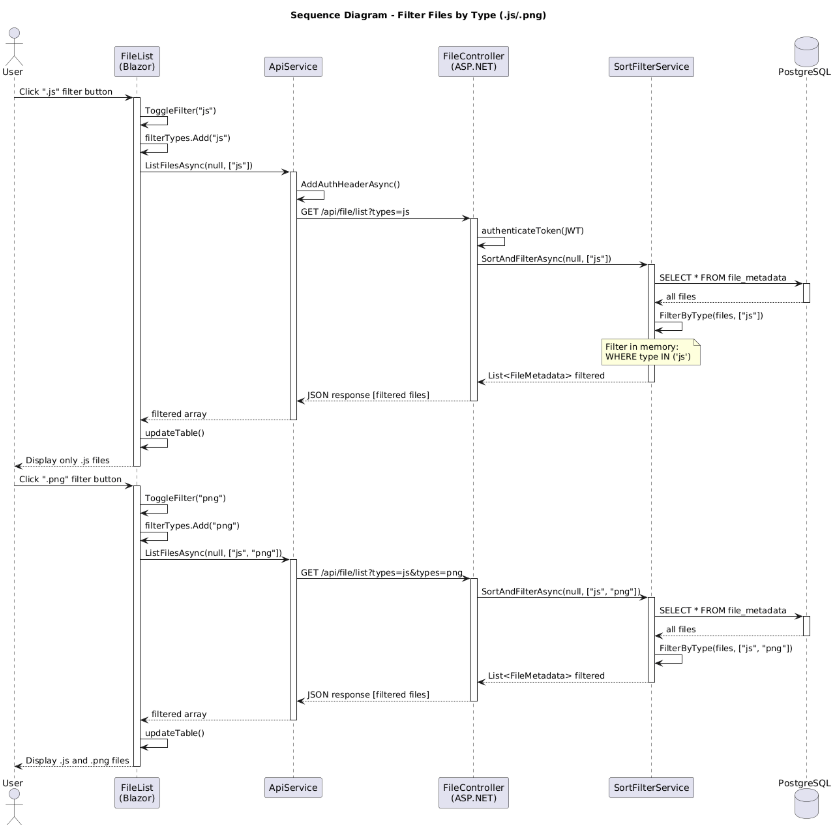 Sequence Diagram - Filter Files by Type (.js/.png)
User
FileList
(Blazor)
ApiService
FileController
(ASP.NET)
SortFilterService
PostgreSQL
Click ".js" filter button
ToggleFilter("js")
filterTypes.Add("js")
ListFilesAsync(null, ["js"])
AddAuthHeaderAsync()
GET /api/file/list?types=js
authenticateToken(JWT)
SortAndFilterAsync(null, ["js"])
SELECT * FROM file_metadata
all files
FilterByType(files, ["js"])
Filter in memory:
WHERE type IN ('js')
List<FileMetadata> filtered
JSON response [filtered files]
filtered array
updateTable()
Display only .js files
Click ".png" filter button
ToggleFilter("png")
filterTypes.Add("png")
ListFilesAsync(null, ["js", "png"])
GET /api/file/list?types=js&types=png
SortAndFilterAsync(null, ["js", "png"])
SELECT * FROM file_metadata
all files
FilterByType(files, ["js", "png"])
List<FileMetadata> filtered
JSON response [filtered files]
filtered array
updateTable()
Display .js and .png files
User
FileList
(Blazor)
ApiService
FileController
(ASP.NET)
SortFilterService
PostgreSQL